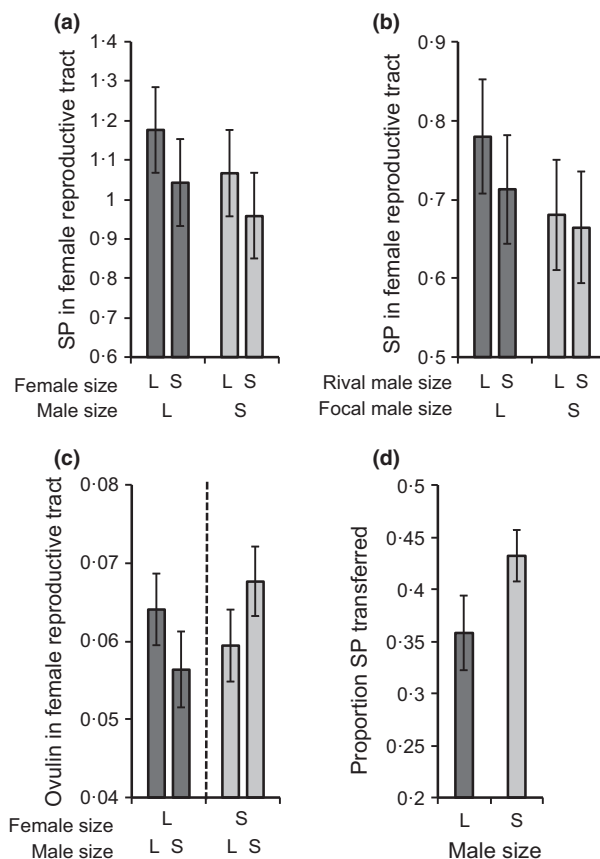 (a)
SP in female reproductive tract
1·4
1·3
1·2
1·1
1
0·9
0·8
0·7
0·6
Female size L S L S
Male size L S
(b)
SP in female reproductive tract
0·9
0·8
0·7
0·6
0·5
Rival male size L S L S
Focal male size L S
(c)
Ovulin in female reproductive tract
0·08
0·07
0·06
0·05
0·04
Female size L S
Male size L S L S
(d)
Proportion SP transferred
0·5
0·45
0·4
0·35
0·3
0·25
0·2
L S
Male size